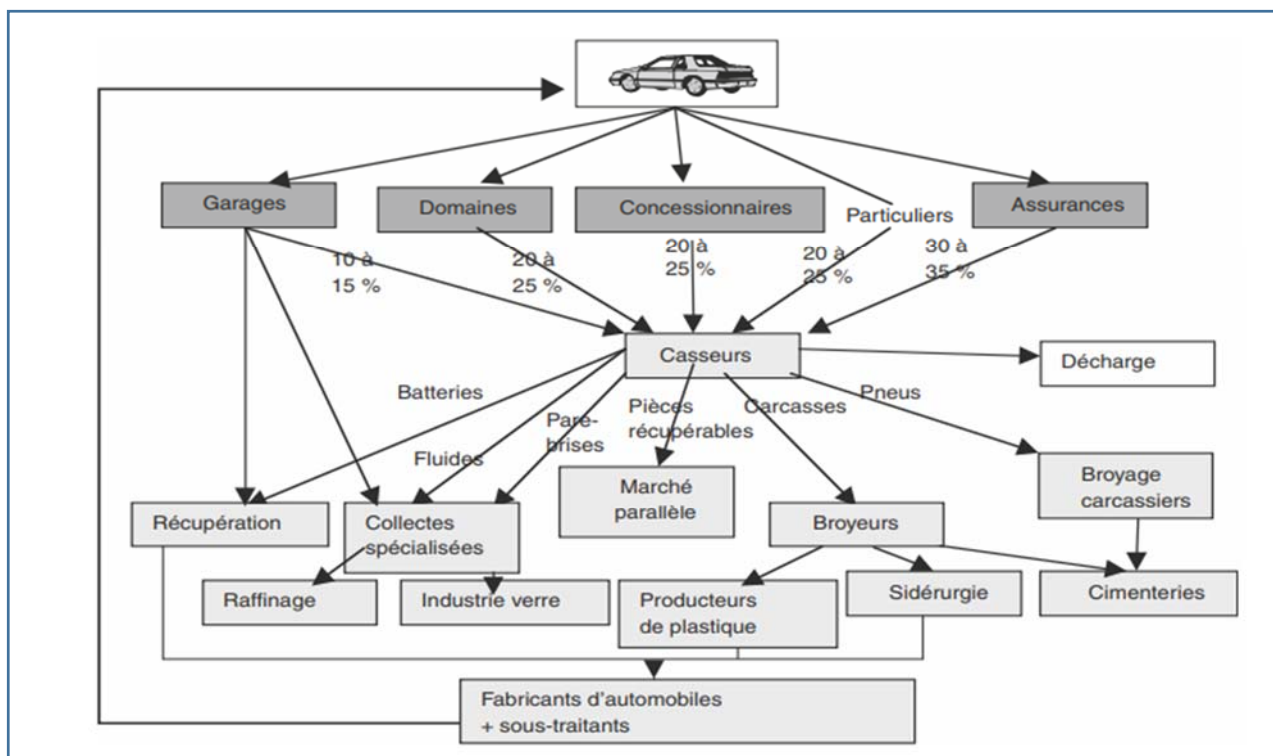 Garages
Domaines
Concessionnaires
Particuliers
Assurances
10 à
15 %
20 à
25 %
20 à
25 %
20 à
25 %
30 à
35 %
Casseurs
Décharge
Batteries
Fluides
Pare-
brises
Pièces
récupérables
Carcasses
Pneus
Récupération
Collectes
spécialisées
Marché
parallèle
Broyeurs
Broyage
carcassiers
Raffinage
Industrie verre
Producteurs
de plastique
Sidérurgie
Cimenteries
Fabricants d'automobiles
+ sous-traitants